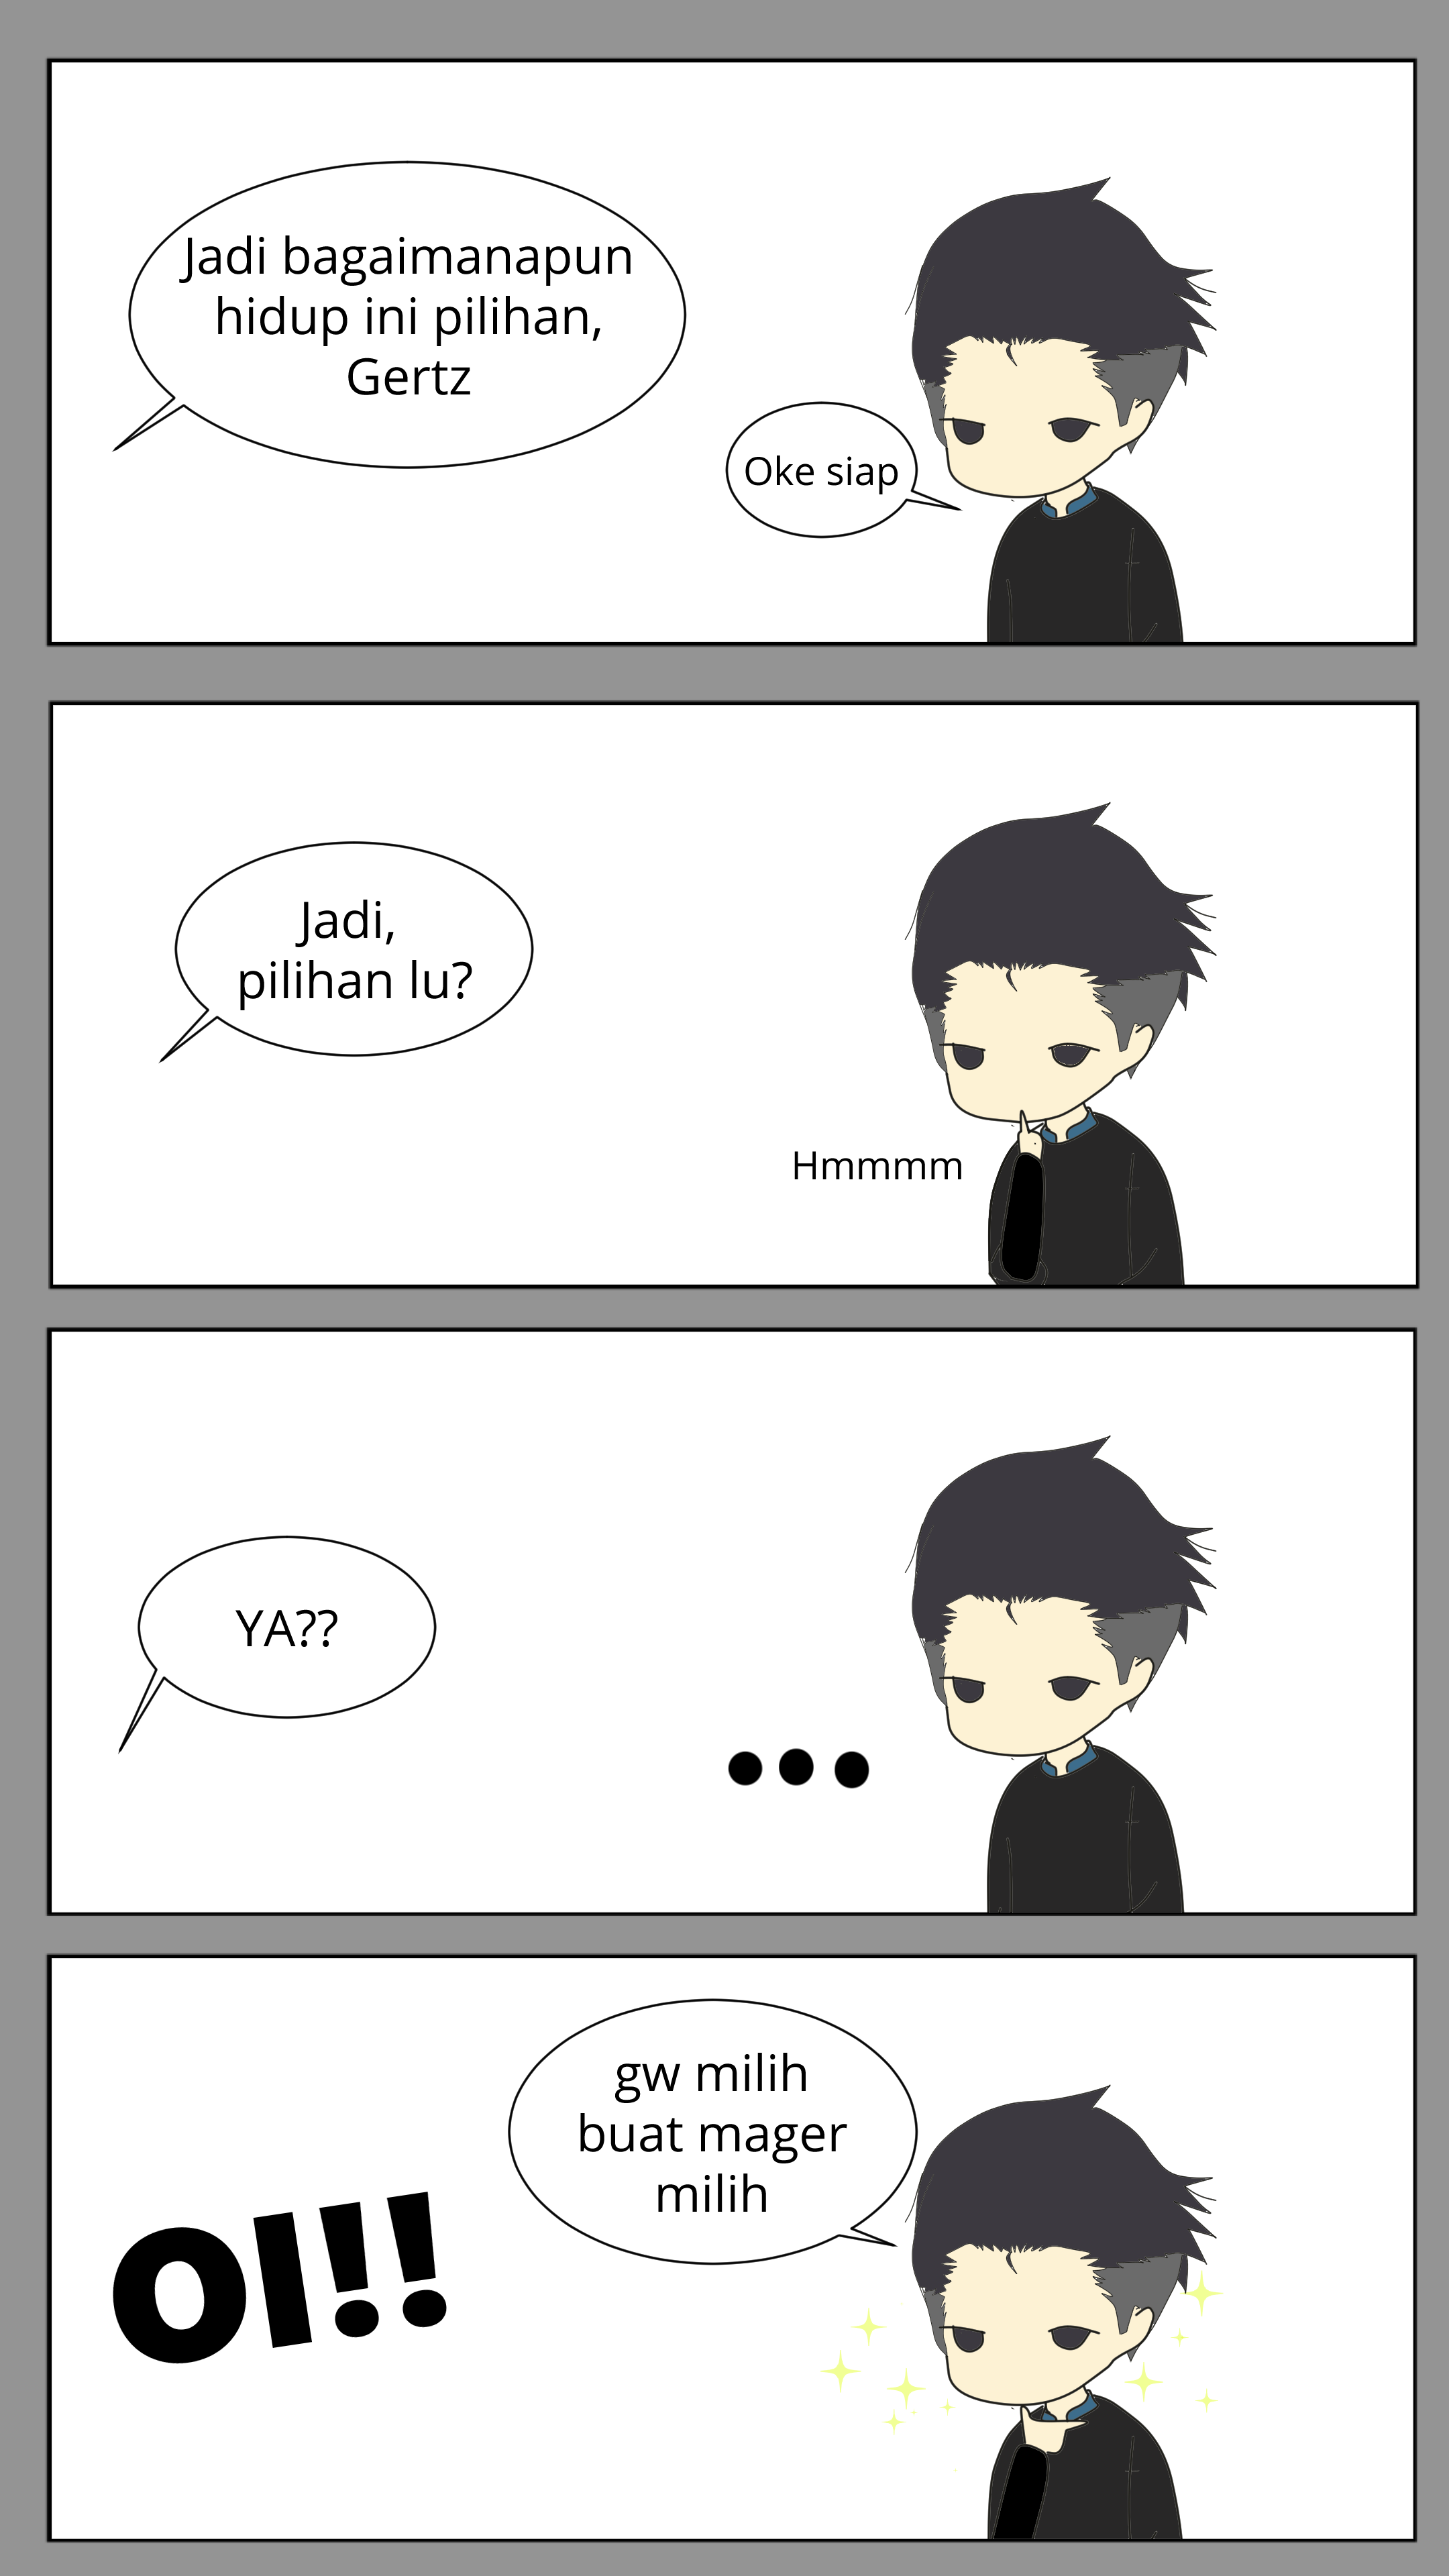 Jadi bagaimanapun
hidup ini pilihan,
Gertz
Oke siap
Jadi,
pilihan lu?
Hmmmm
YA??
gw milih
buat mager
milih
OI!!